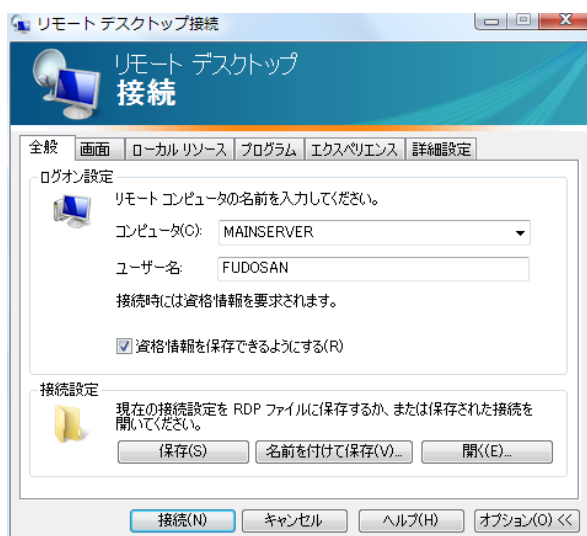 リモート デスクトップ接続
リモート デスクトップ
接続
全般 画面 ローカル リソース プログラム エクスペリエンス 詳細設定
ログオン設定
リモート コンピュータの名前を入力してください。
コンピュータ(C): MAINSERVER
ユーザー名: FUDOSAN
接続時には資格情報を要求されます。
資格情報を保存できるようにする(R)
接続設定
現在の接続設定を RDP ファイルに保存するか、または保存された接続を
開いてください。
保存(S) 名前を付けて保存(V)... 開く(E)...
接続(N) キャンセル ヘルプ(H) オプション(O) <<